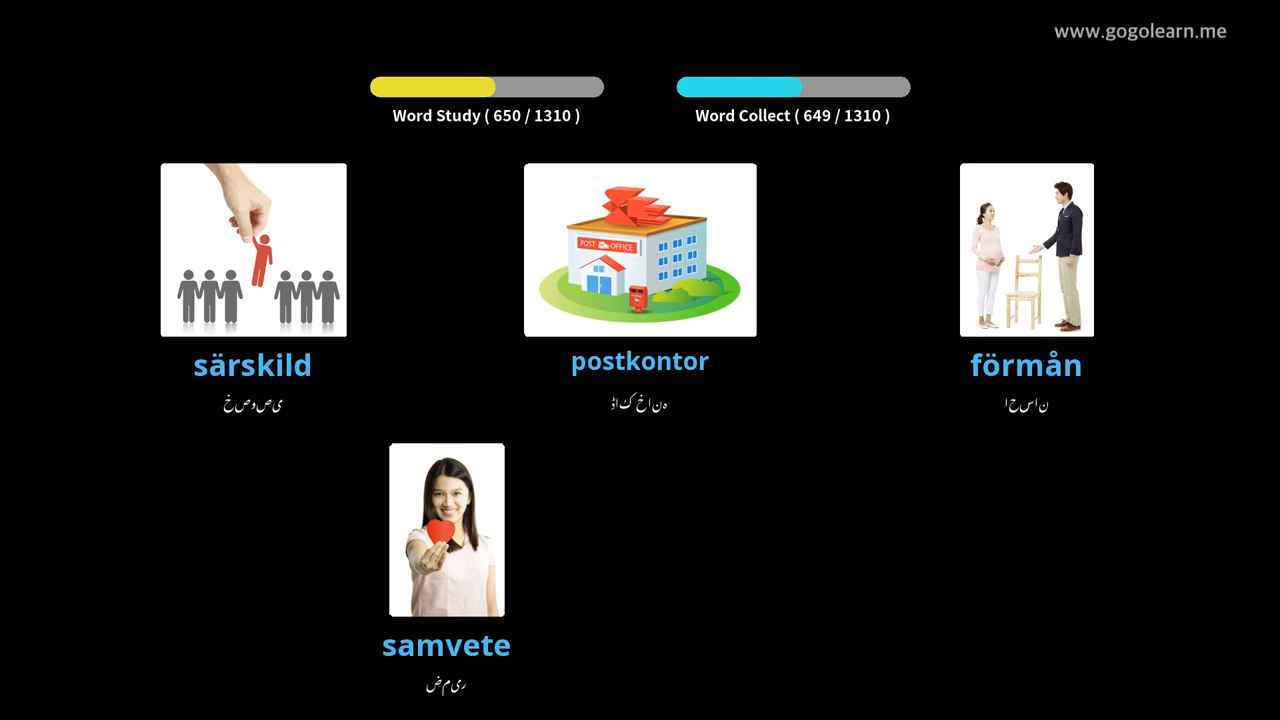 www.gogolearn.me
Word Study ( 650 / 1310 )
Word Collect ( 649 / 1310 )
POST OFFICE
särskild
postkontor
förmån
خصوصی
ڈاک خانہ
احسان
samvete
ضمیر